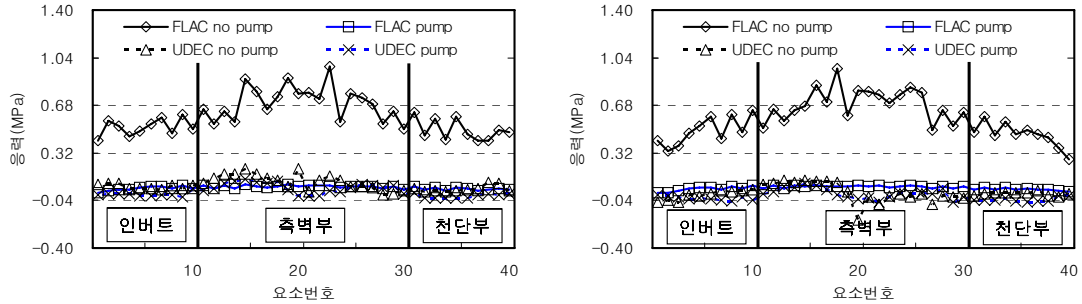 1.40
1.04
0.68
0.32
-0.04
-0.40
응력(MPa)
FLAC no pump
FLAC pump
UDEC no pump
UDEC pump
인버트
측벽부
천단부
10
20
30
40
요소번호
1.40
1.04
0.68
0.32
-0.04
-0.40
응력(MPa)
FLAC no pump
FLAC pump
UDEC no pump
UDEC pump
인버트
측벽부
천단부
10
20
30
40
요소번호